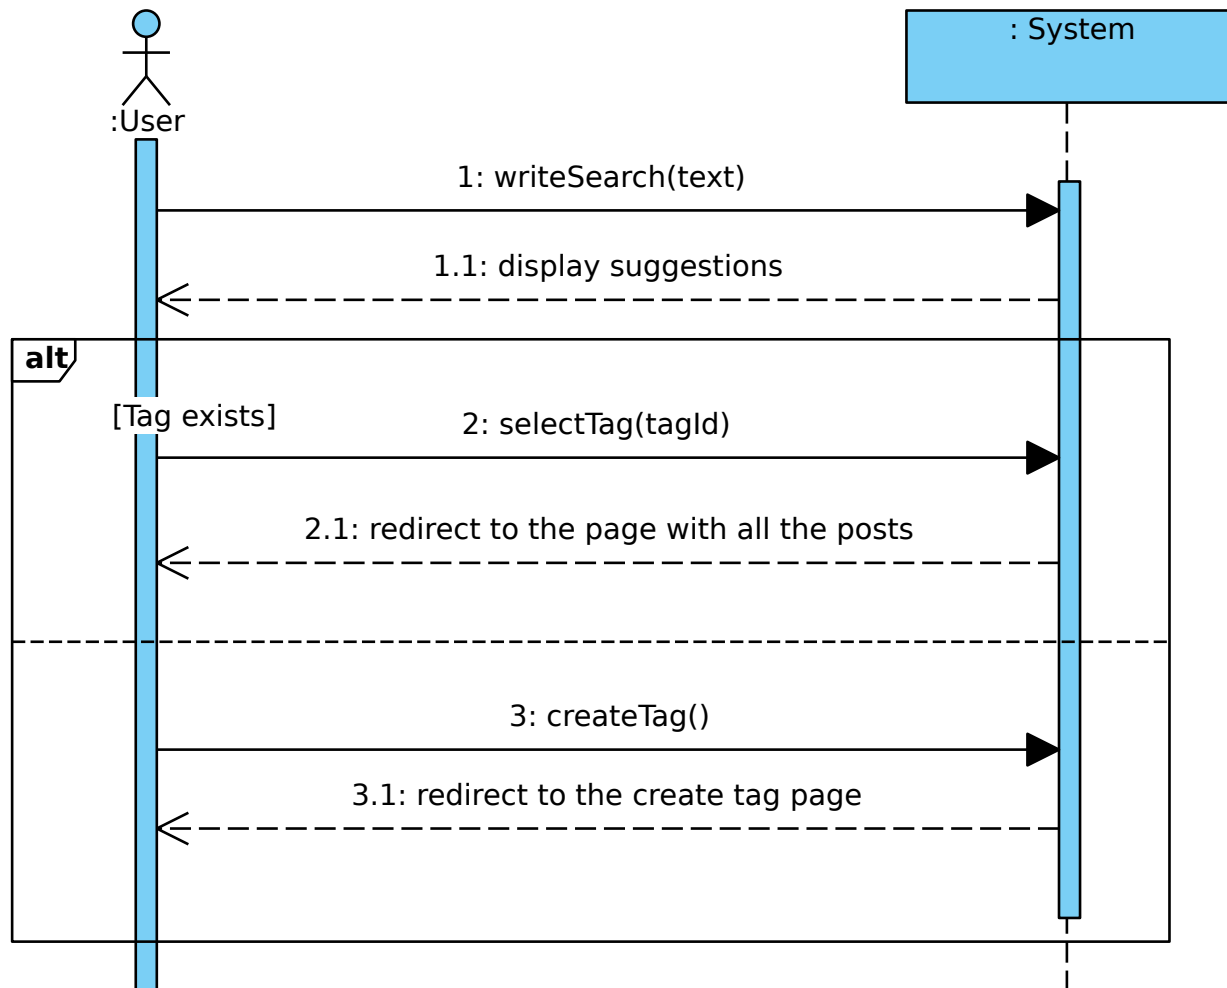 : System
:User
1: writeSearch(text)
1.1: display suggestions
alt
[Tag exists]
2: selectTag(tagId)
2.1: redirect to the page with all the posts
3: createTag()
3.1: redirect to the create tag page